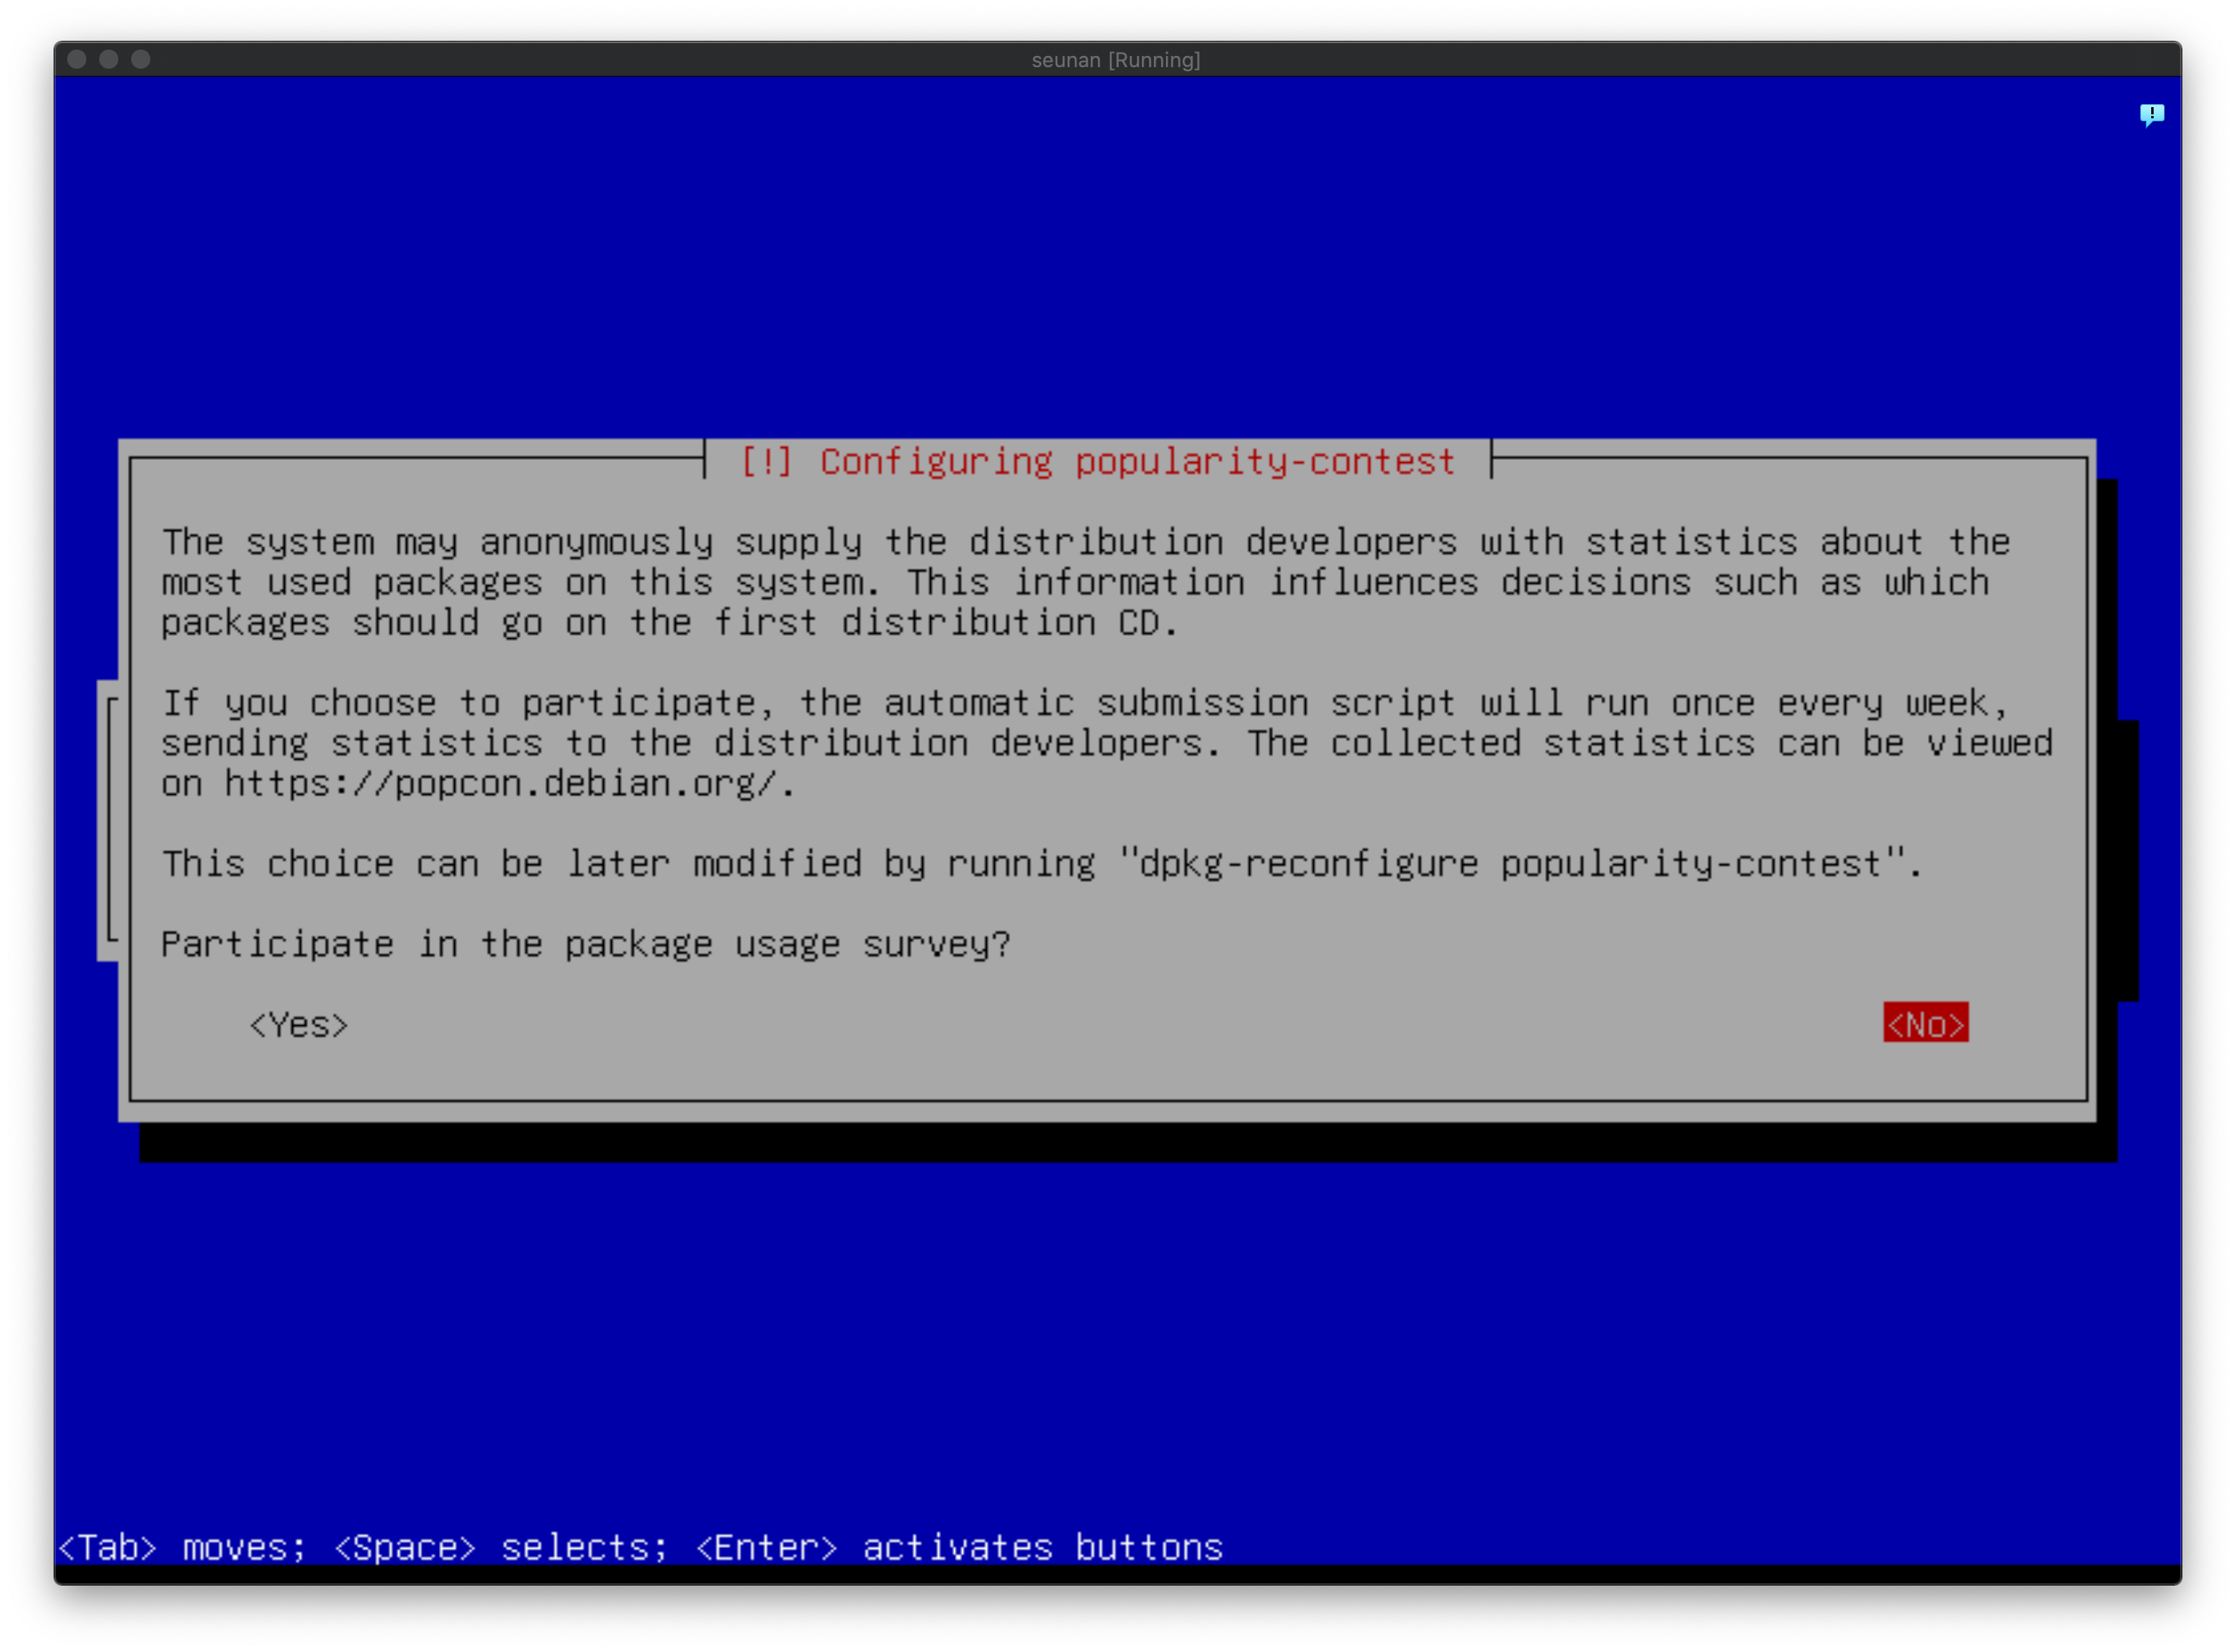 seunan [Running]
[!] Configuring popularity-contest
The system may anonymously supply the distribution developers with statistics about the
most used packages on this system. This information influences decisions such as which
packages should go on the first distribution CD.
If you choose to participate, the automatic submission script will run once every week,
sending statistics to the distribution developers. The collected statistics can be viewed
on https://popcon.debian.org/.
This choice can be later modified by running "dpkg-reconfigure popularity-contest".
Participate in the package usage survey?
<Yes> <No>
<Tab> moves; <Space> selects; <Enter> activates buttons